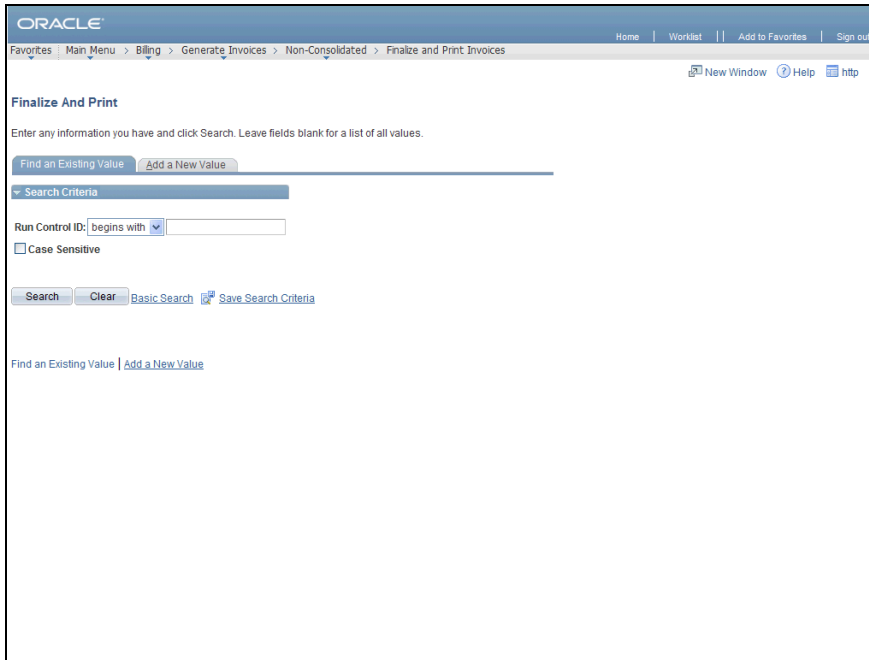 ORACLE
Home | Worklist || Add to Favorites | Sign out
Favorites | Main Menu > Billing > Generate Invoices > Non-Consolidated > Finalize and Print Invoices
New Window Help http
Finalize And Print
Enter any information you have and click Search. Leave fields blank for a list of all values.
Find an Existing Value Add a New Value
Search Criteria
Run Control ID: begins with
Case Sensitive
Search Clear Basic Search Save Search Criteria
Find an Existing Value | Add a New Value